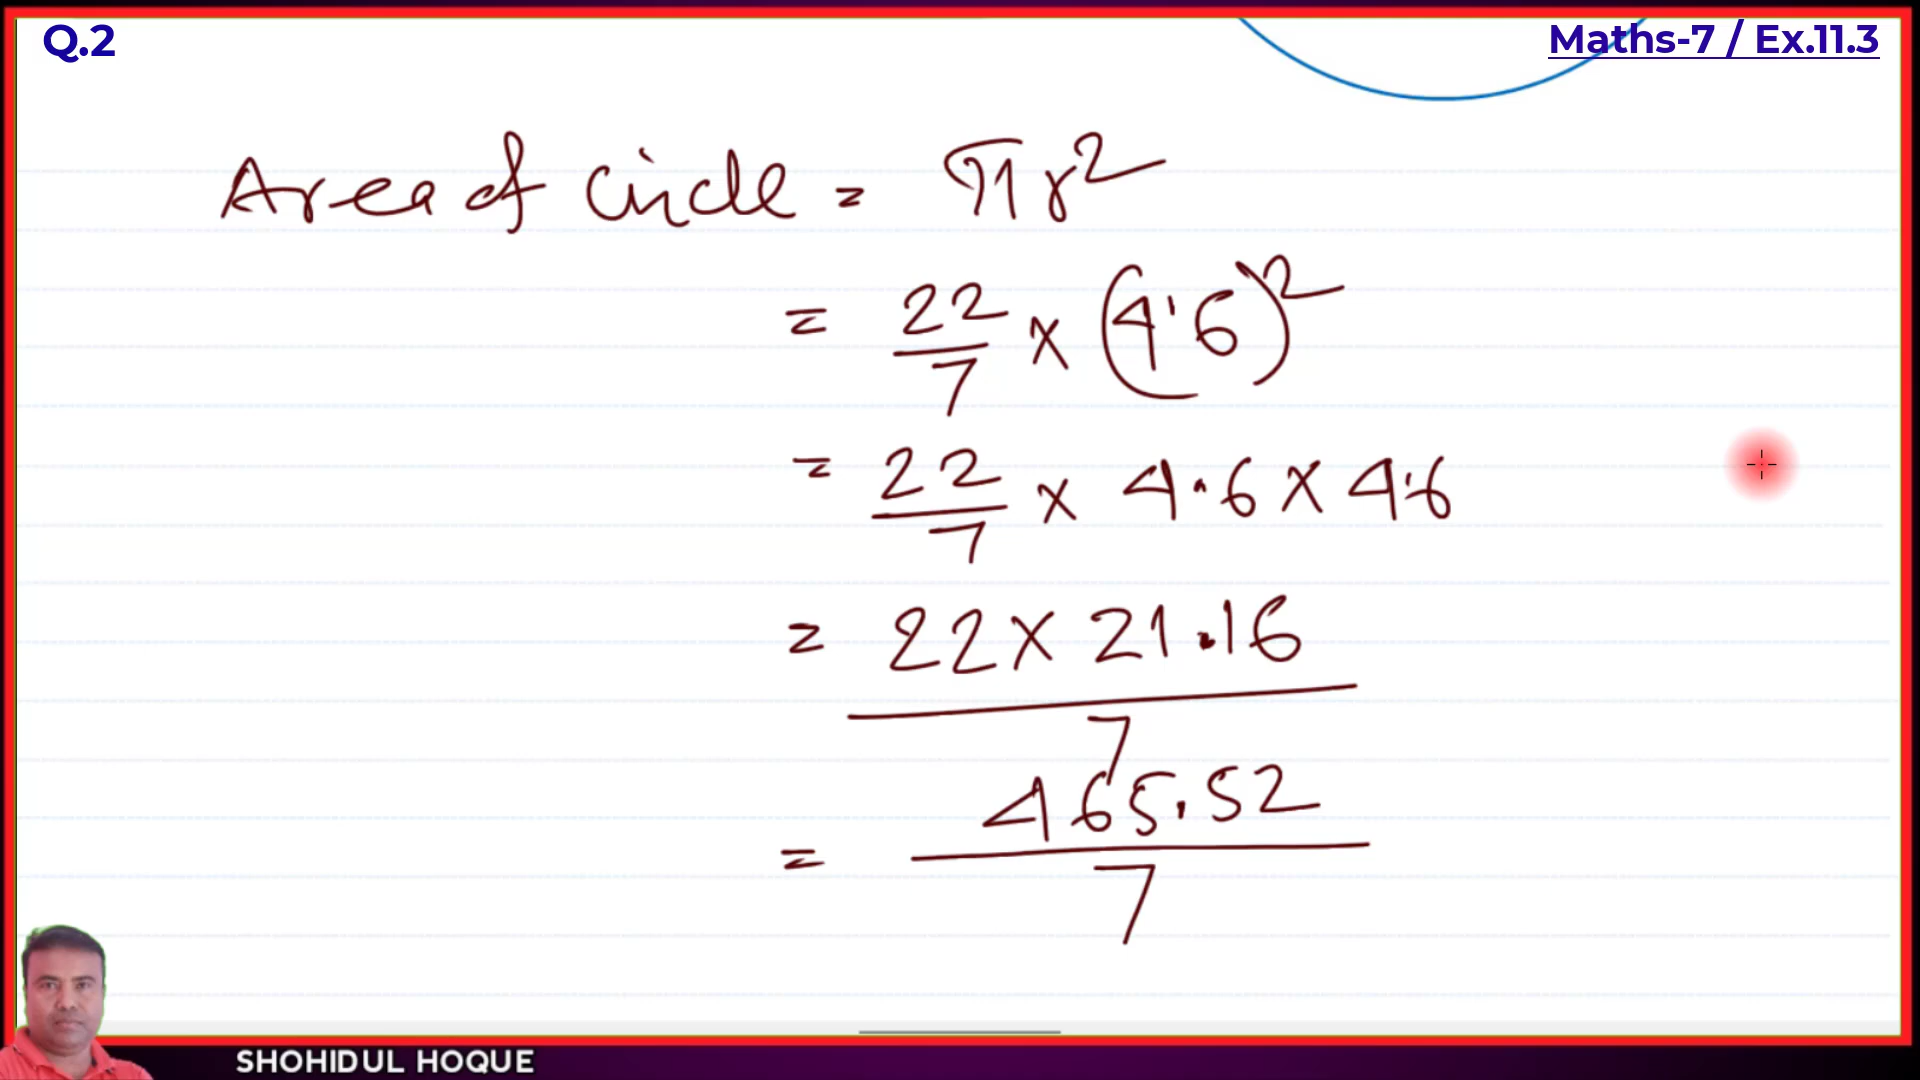 Q.2
Maths-7 / Ex.11.3
Area of circle = πr²
= 22/7 × (4.6)²
= 22/7 × 4.6 × 4.6
= 22 × 21.16 / 7
= 465.52 / 7
SHOHIDUL HOQUE